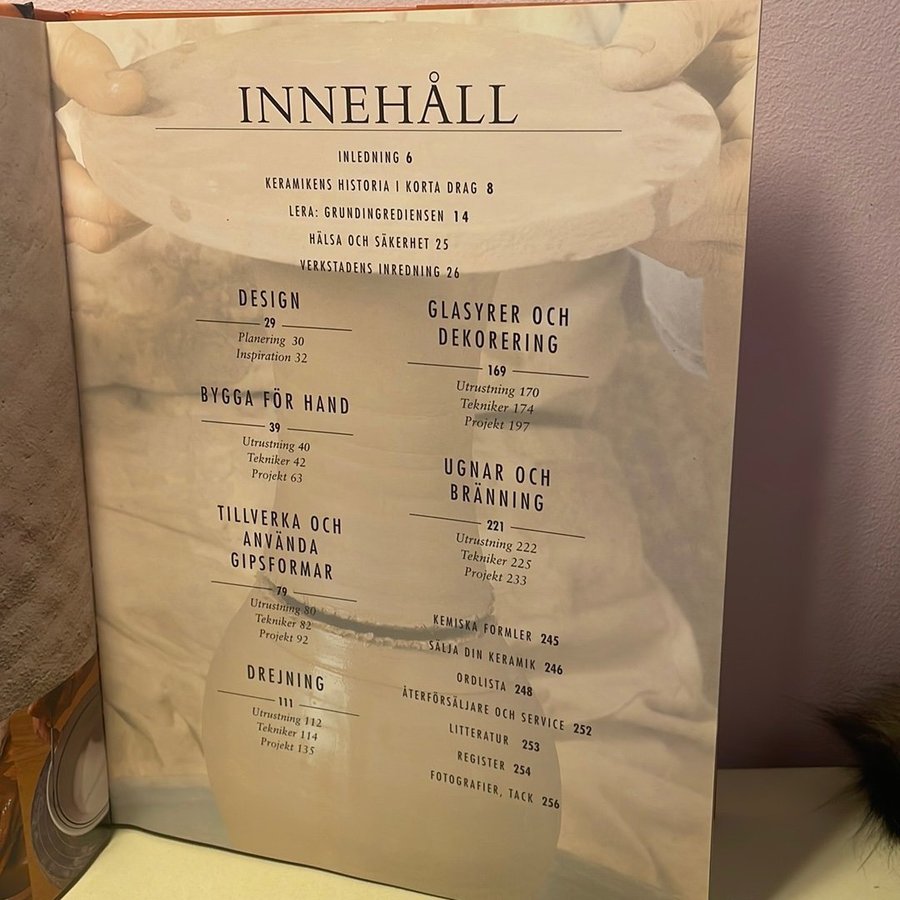 INNEHÅLL
INLEDNING 6
KERAMIKENS HISTORIA I KORTA DRAG 8
LERA: GRUNDINGREDIENSEN 14
HÄLSA OCH SÄKERHET 25
VERKSTADENS INREDNING 26
DESIGN
29
Planering 30
Inspiration 32
BYGGA FÖR HAND
39
Utrustning 40
Tekniker 42
Projekt 63
TILLVERKA OCH
ANVÄNDA
GIPSFORMAR
79
Utrustning 80
Tekniker 82
Projekt 92
DREJNING
111
Utrustning 112
Tekniker 114
Projekt 135
GLASYRER OCH
DEKORERING
169
Utrustning 170
Tekniker 174
Projekt 197
UGNAR OCH
BRÄNNING
221
Utrustning 222
Tekniker 225
Projekt 233
KEMISKA FORMLER 245
SÄLJA DIN KERAMIK 246
ORDLISTA 248
ÅTERFÖRSÄLJARE OCH SERVICE 252
LITTERATUR 253
REGISTER 254
FOTOGRAFIER, TACK 256